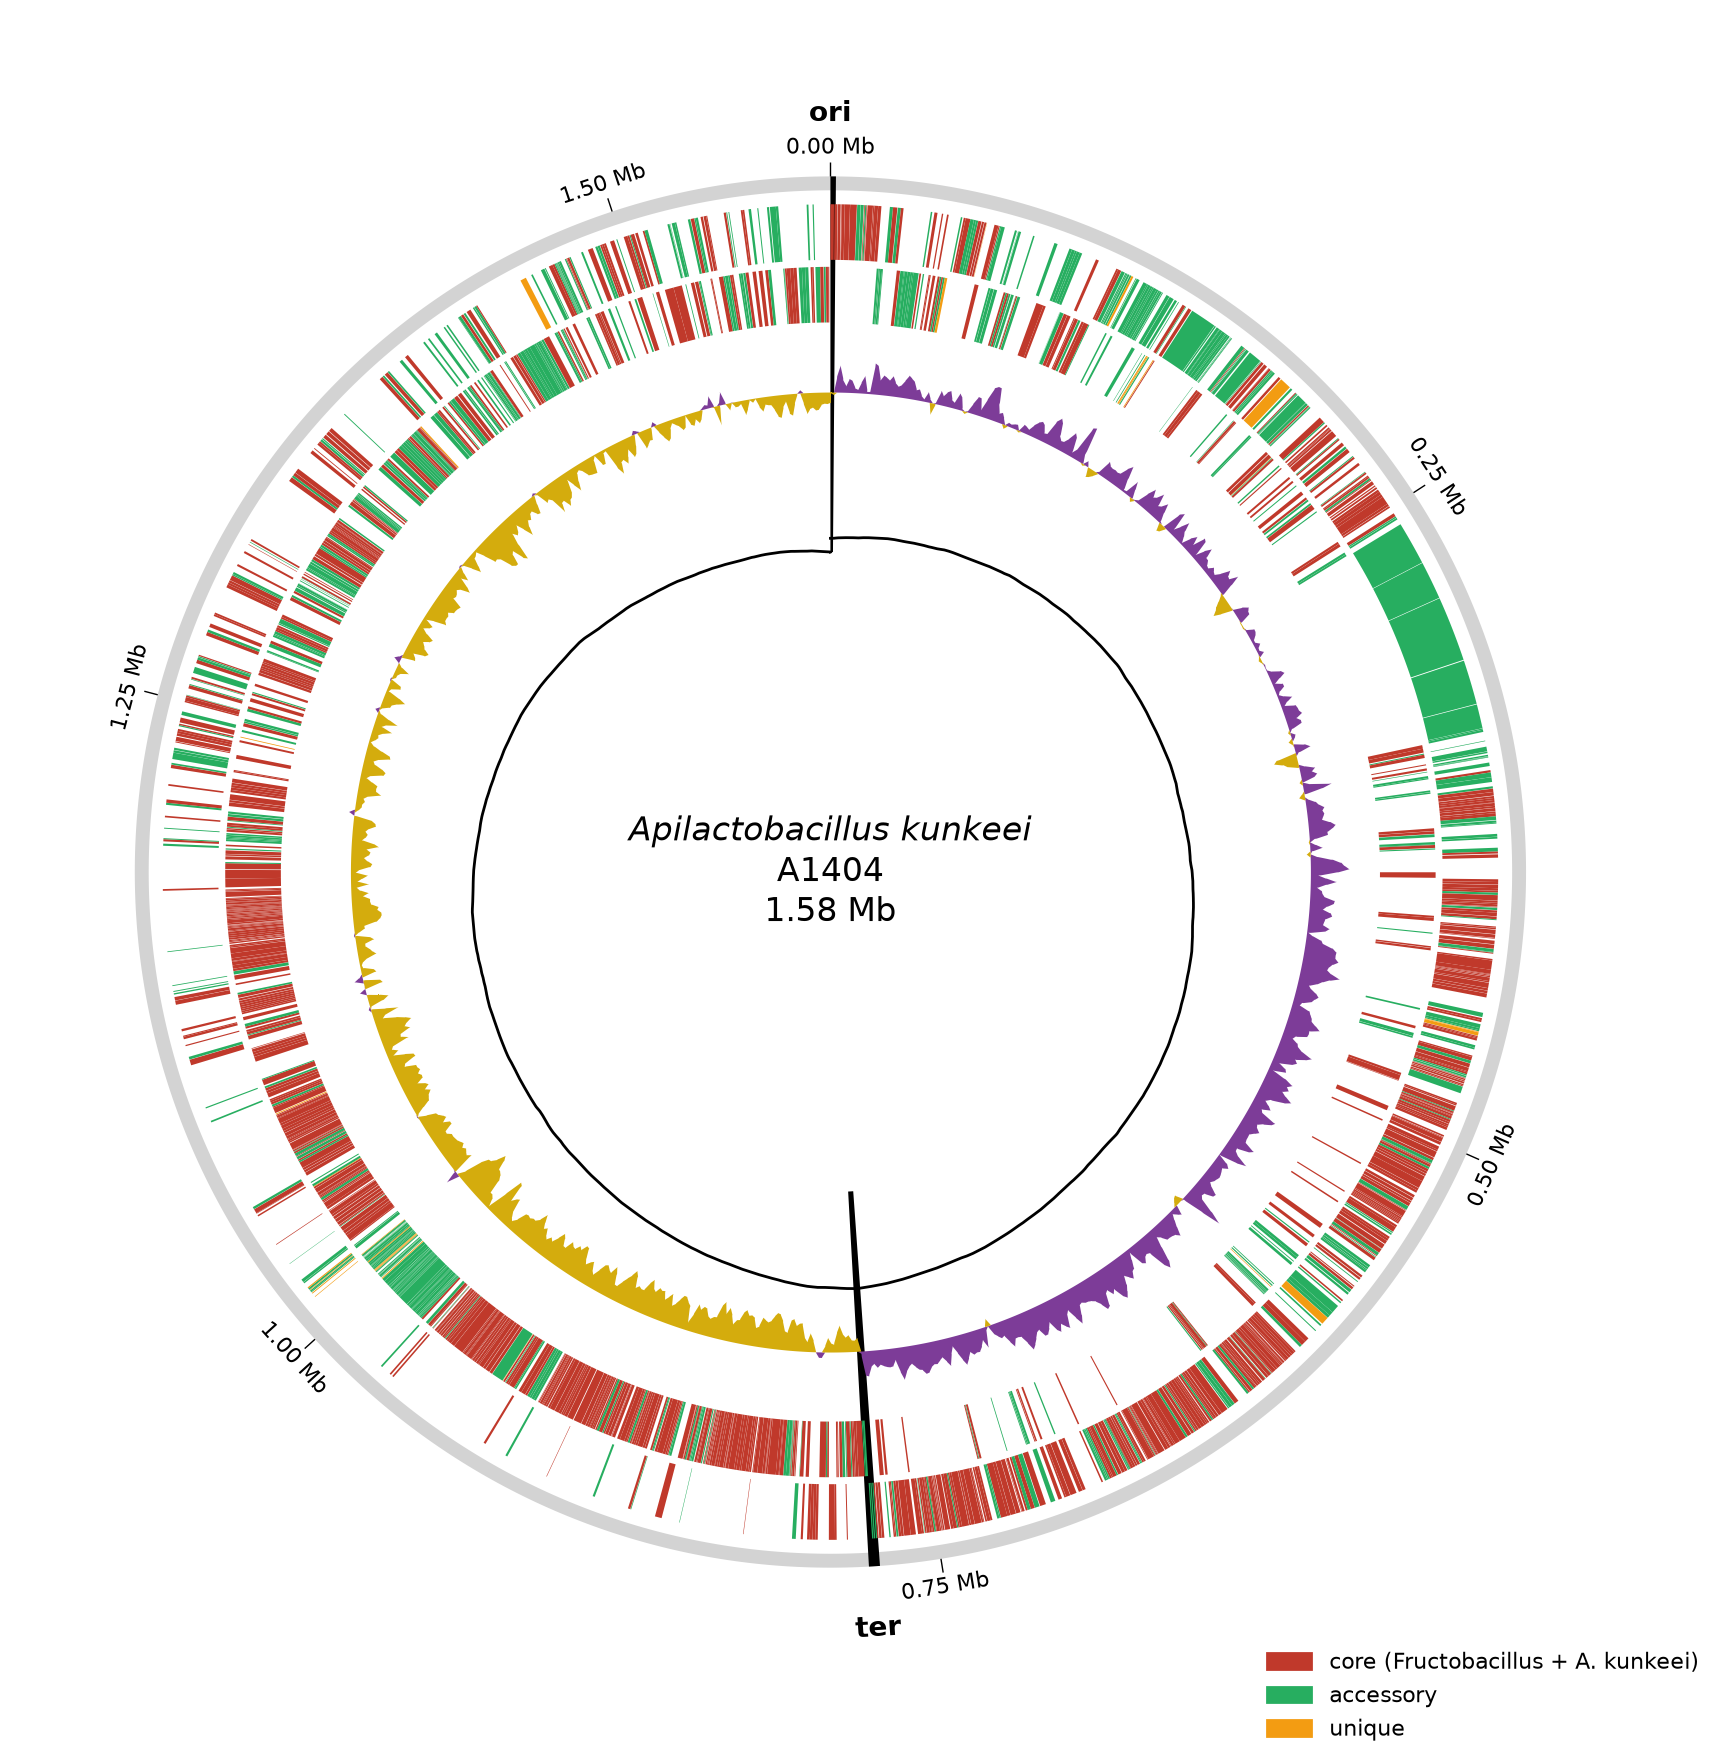 ori
0.00 Mb
0.25 Mb
0.50 Mb
0.75 Mb
ter
1.00 Mb
1.25 Mb
1.50 Mb
Apilactobacillus kunkeei
A1404
1.58 Mb
core (Fructobacillus + A. kunkeei)
accessory
unique